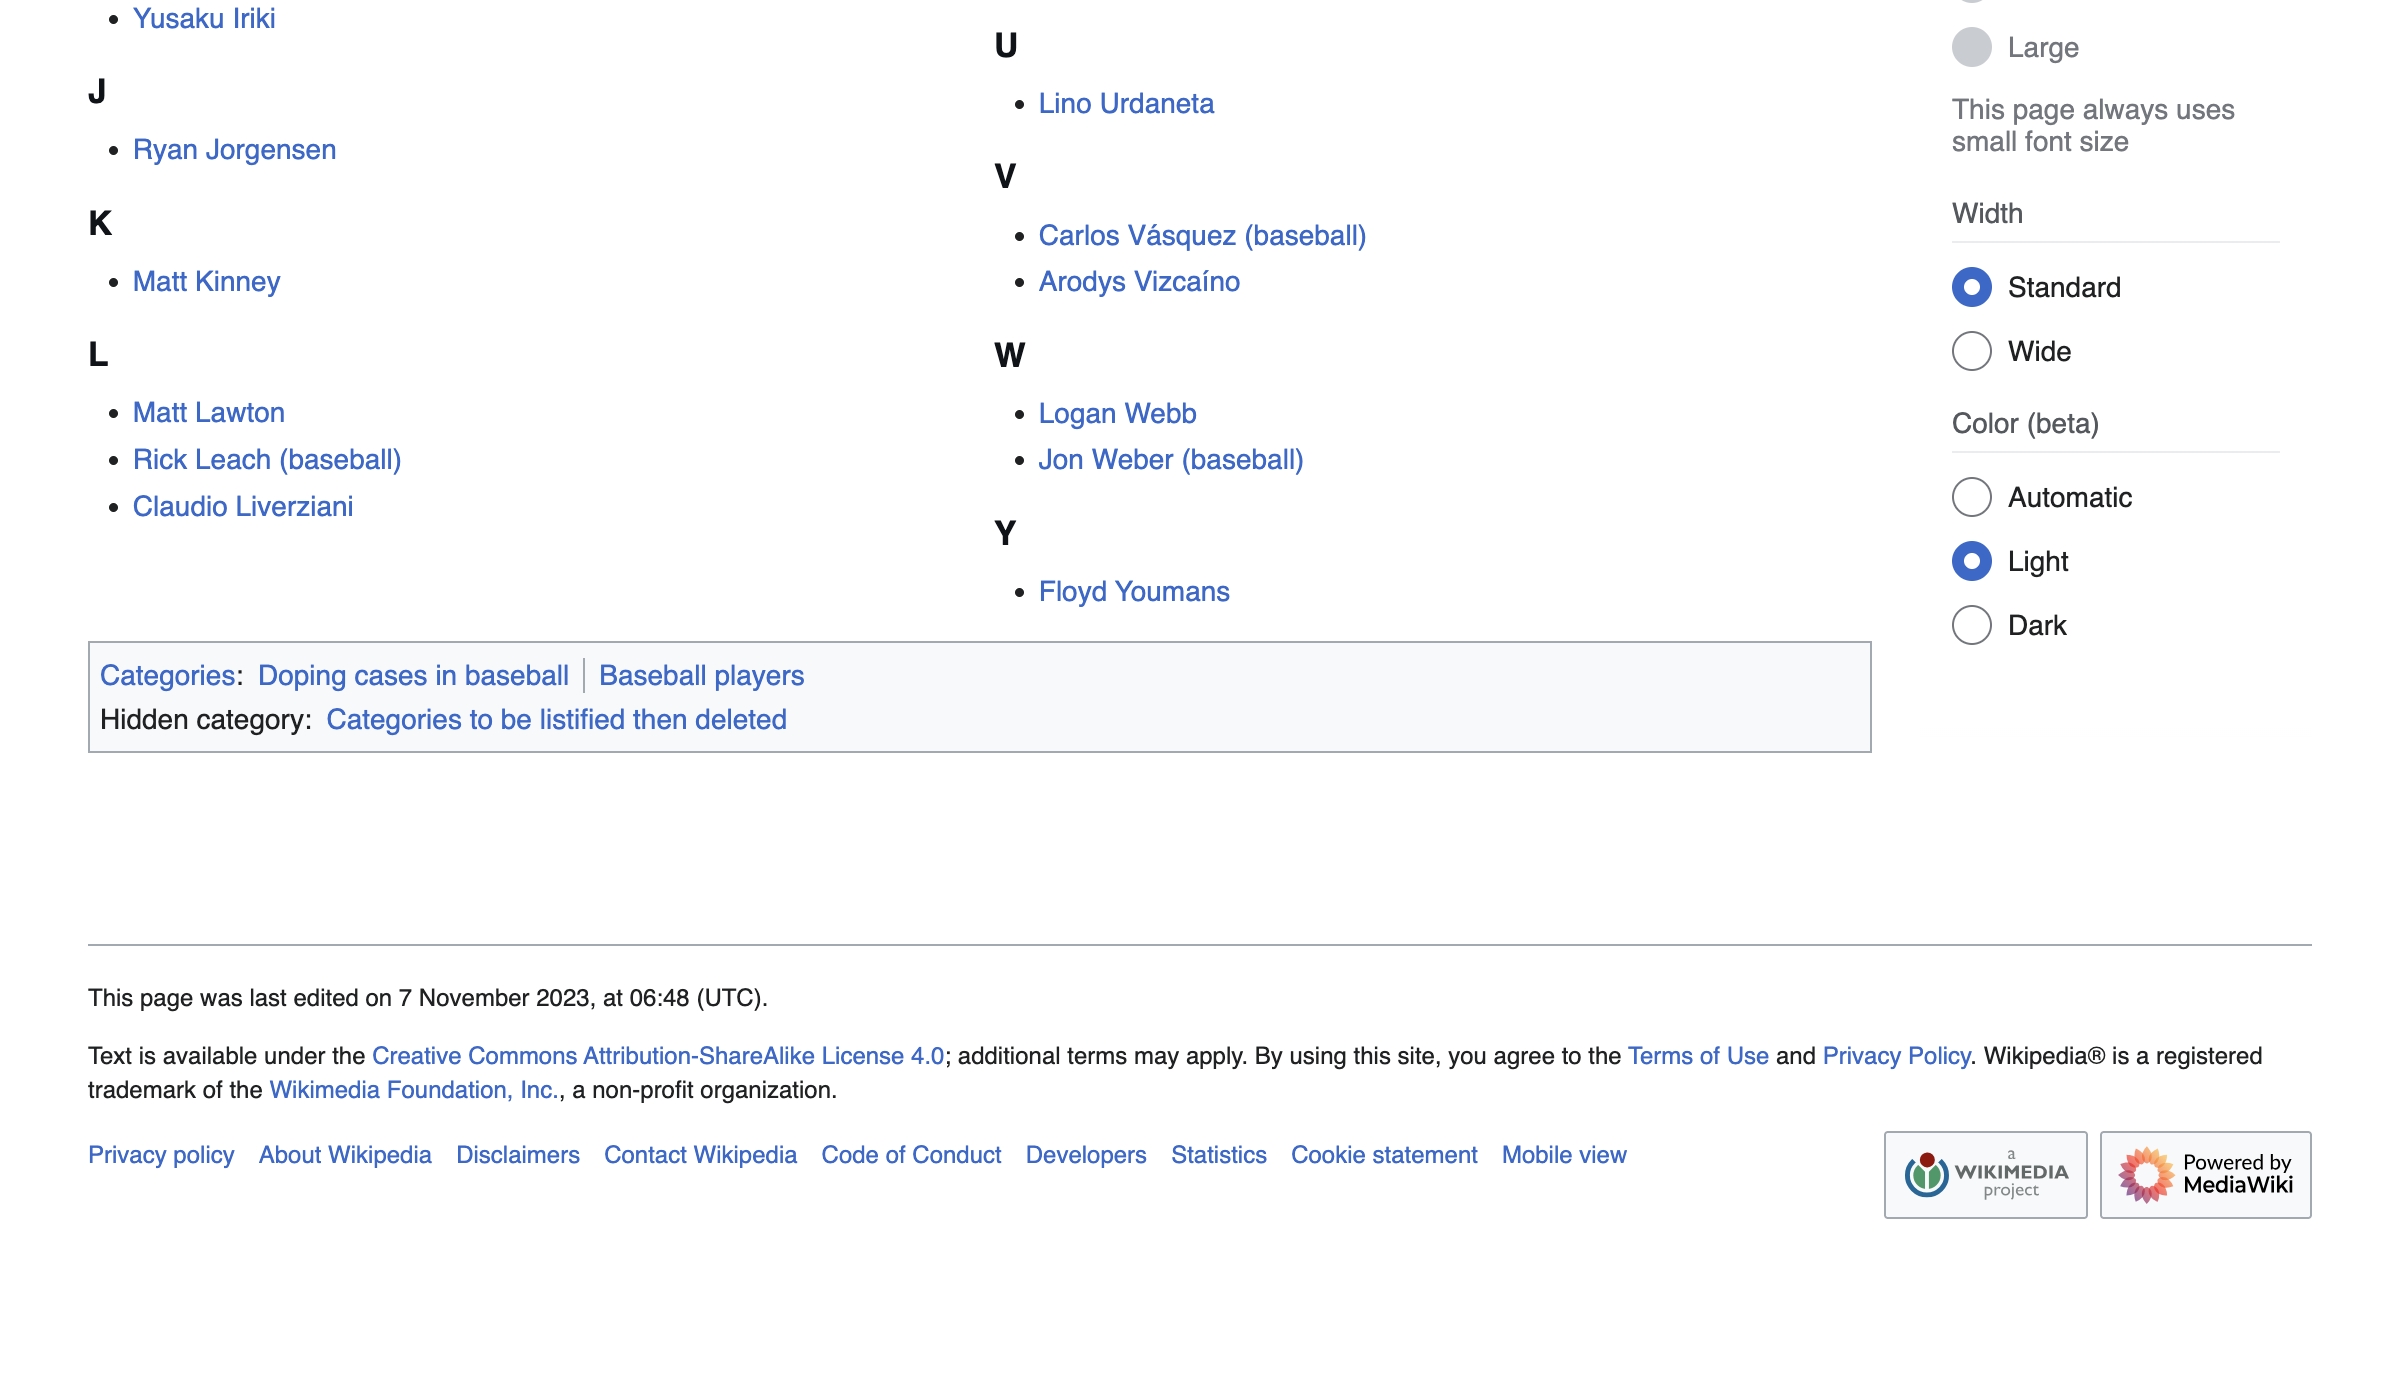 Yusaku Iriki
J
Ryan Jorgensen
K
Matt Kinney
L
Matt Lawton
Rick Leach (baseball)
Claudio Liverziani
U
Lino Urdaneta
V
Carlos Vásquez (baseball)
Arodys Vizcaíno
W
Logan Webb
Jon Weber (baseball)
Y
Floyd Youmans
Large
This page always uses
small font size
Width
Standard
Wide
Color (beta)
Automatic
Light
Dark
Categories: Doping cases in baseball | Baseball players
Hidden category: Categories to be listified then deleted
This page was last edited on 7 November 2023, at 06:48 (UTC).
Text is available under the Creative Commons Attribution-ShareAlike License 4.0; additional terms may apply. By using this site, you agree to the Terms of Use and Privacy Policy. Wikipedia® is a registered
trademark of the Wikimedia Foundation, Inc., a non-profit organization.
Privacy policy About Wikipedia Disclaimers Contact Wikipedia Code of Conduct Developers Statistics Cookie statement Mobile view
a
WIKIMEDIA
project
Powered by
MediaWiki